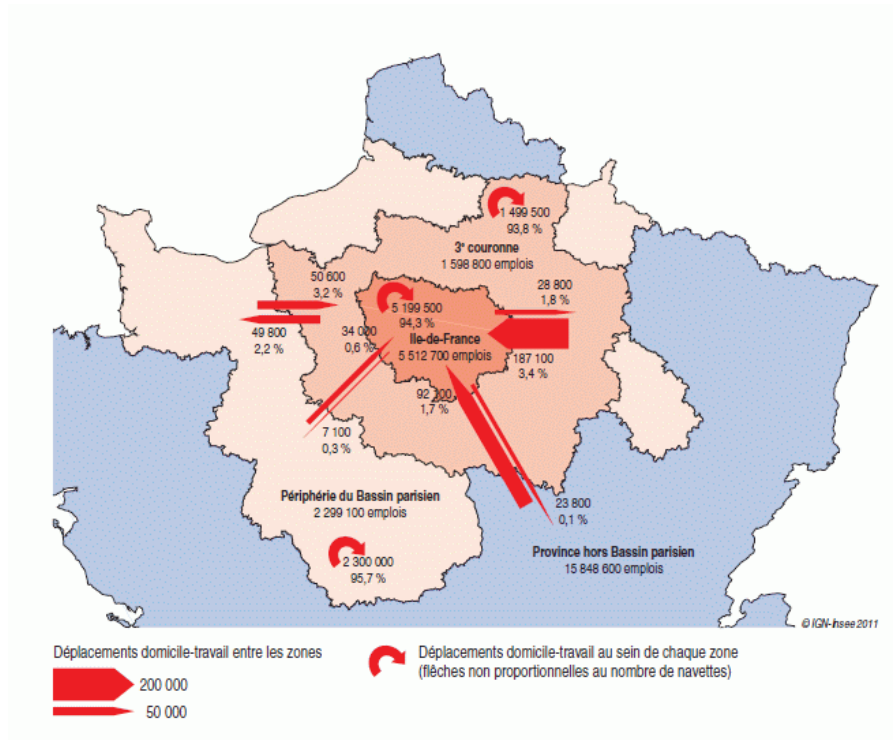 1 499 500
93,8 %
3e couronne
1 598 800 emplois
50 600
3,2 %
28 800
1,8 %
5 199 500
94,3 %
49 800
2,2 %
34 000
0,6 %
Ile-de-France
5 512 700 emplois
187 100
3,4 %
92 100
1,7 %
7 100
0,3 %
Périphérie du Bassin parisien
2 299 100 emplois
23 800
0,1 %
Province hors Bassin parisien
15 848 600 emplois
2 300 000
95,7 %
© IGN-Insee 2011
Déplacements domicile-travail entre les zones
200 000
50 000
Déplacements domicile-travail au sein de chaque zone
(flêches non proportionnelles au nombre de navettes)